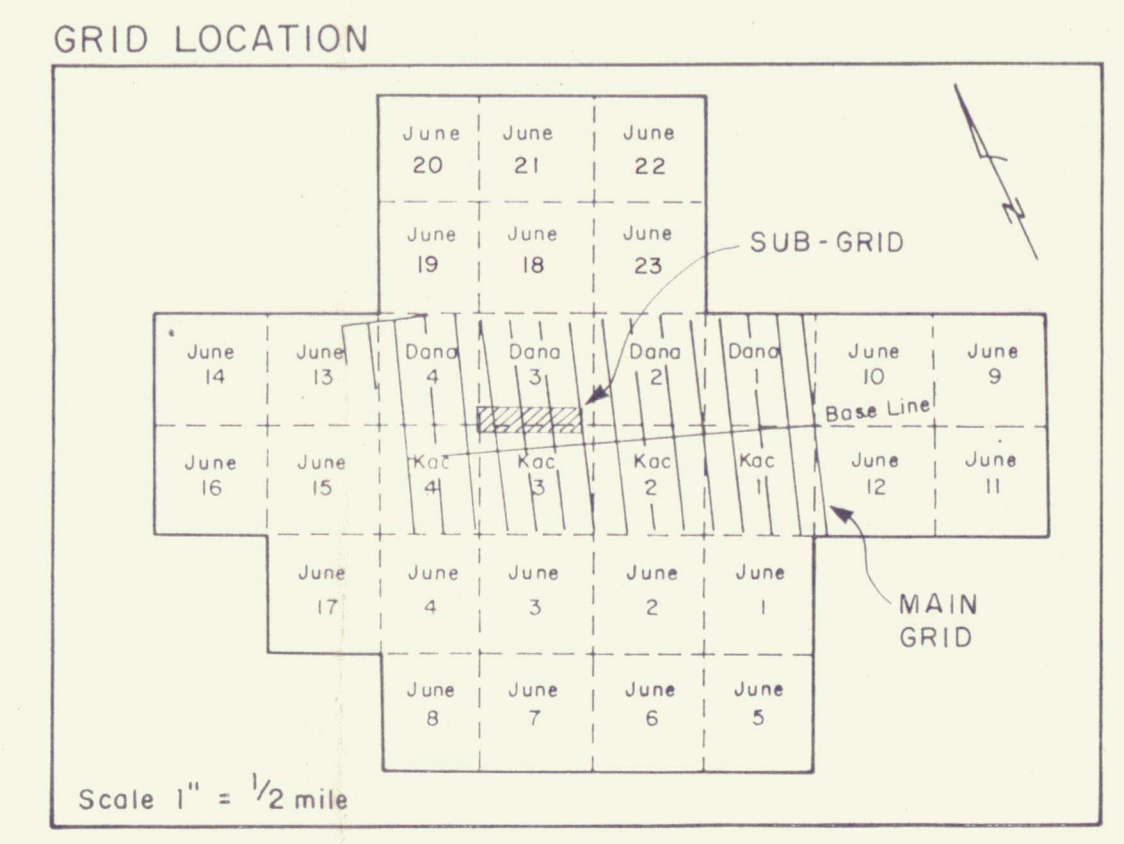 GRID LOCATION
June
20
June
21
June
22
June
19
June
18
June
23
SUB-GRID
June
14
June
13
Dana
4
Dana
3
Dana
2
Dana
1
June
10
June
9
Base Line
June
16
June
15
Kac
4
Kac
3
Kac
2
Kac
1
June
12
June
11
June
17
June
4
June
3
June
2
June
1
MAIN
GRID
June
8
June
7
June
6
June
5
Scale 1" = 1/2 mile
N